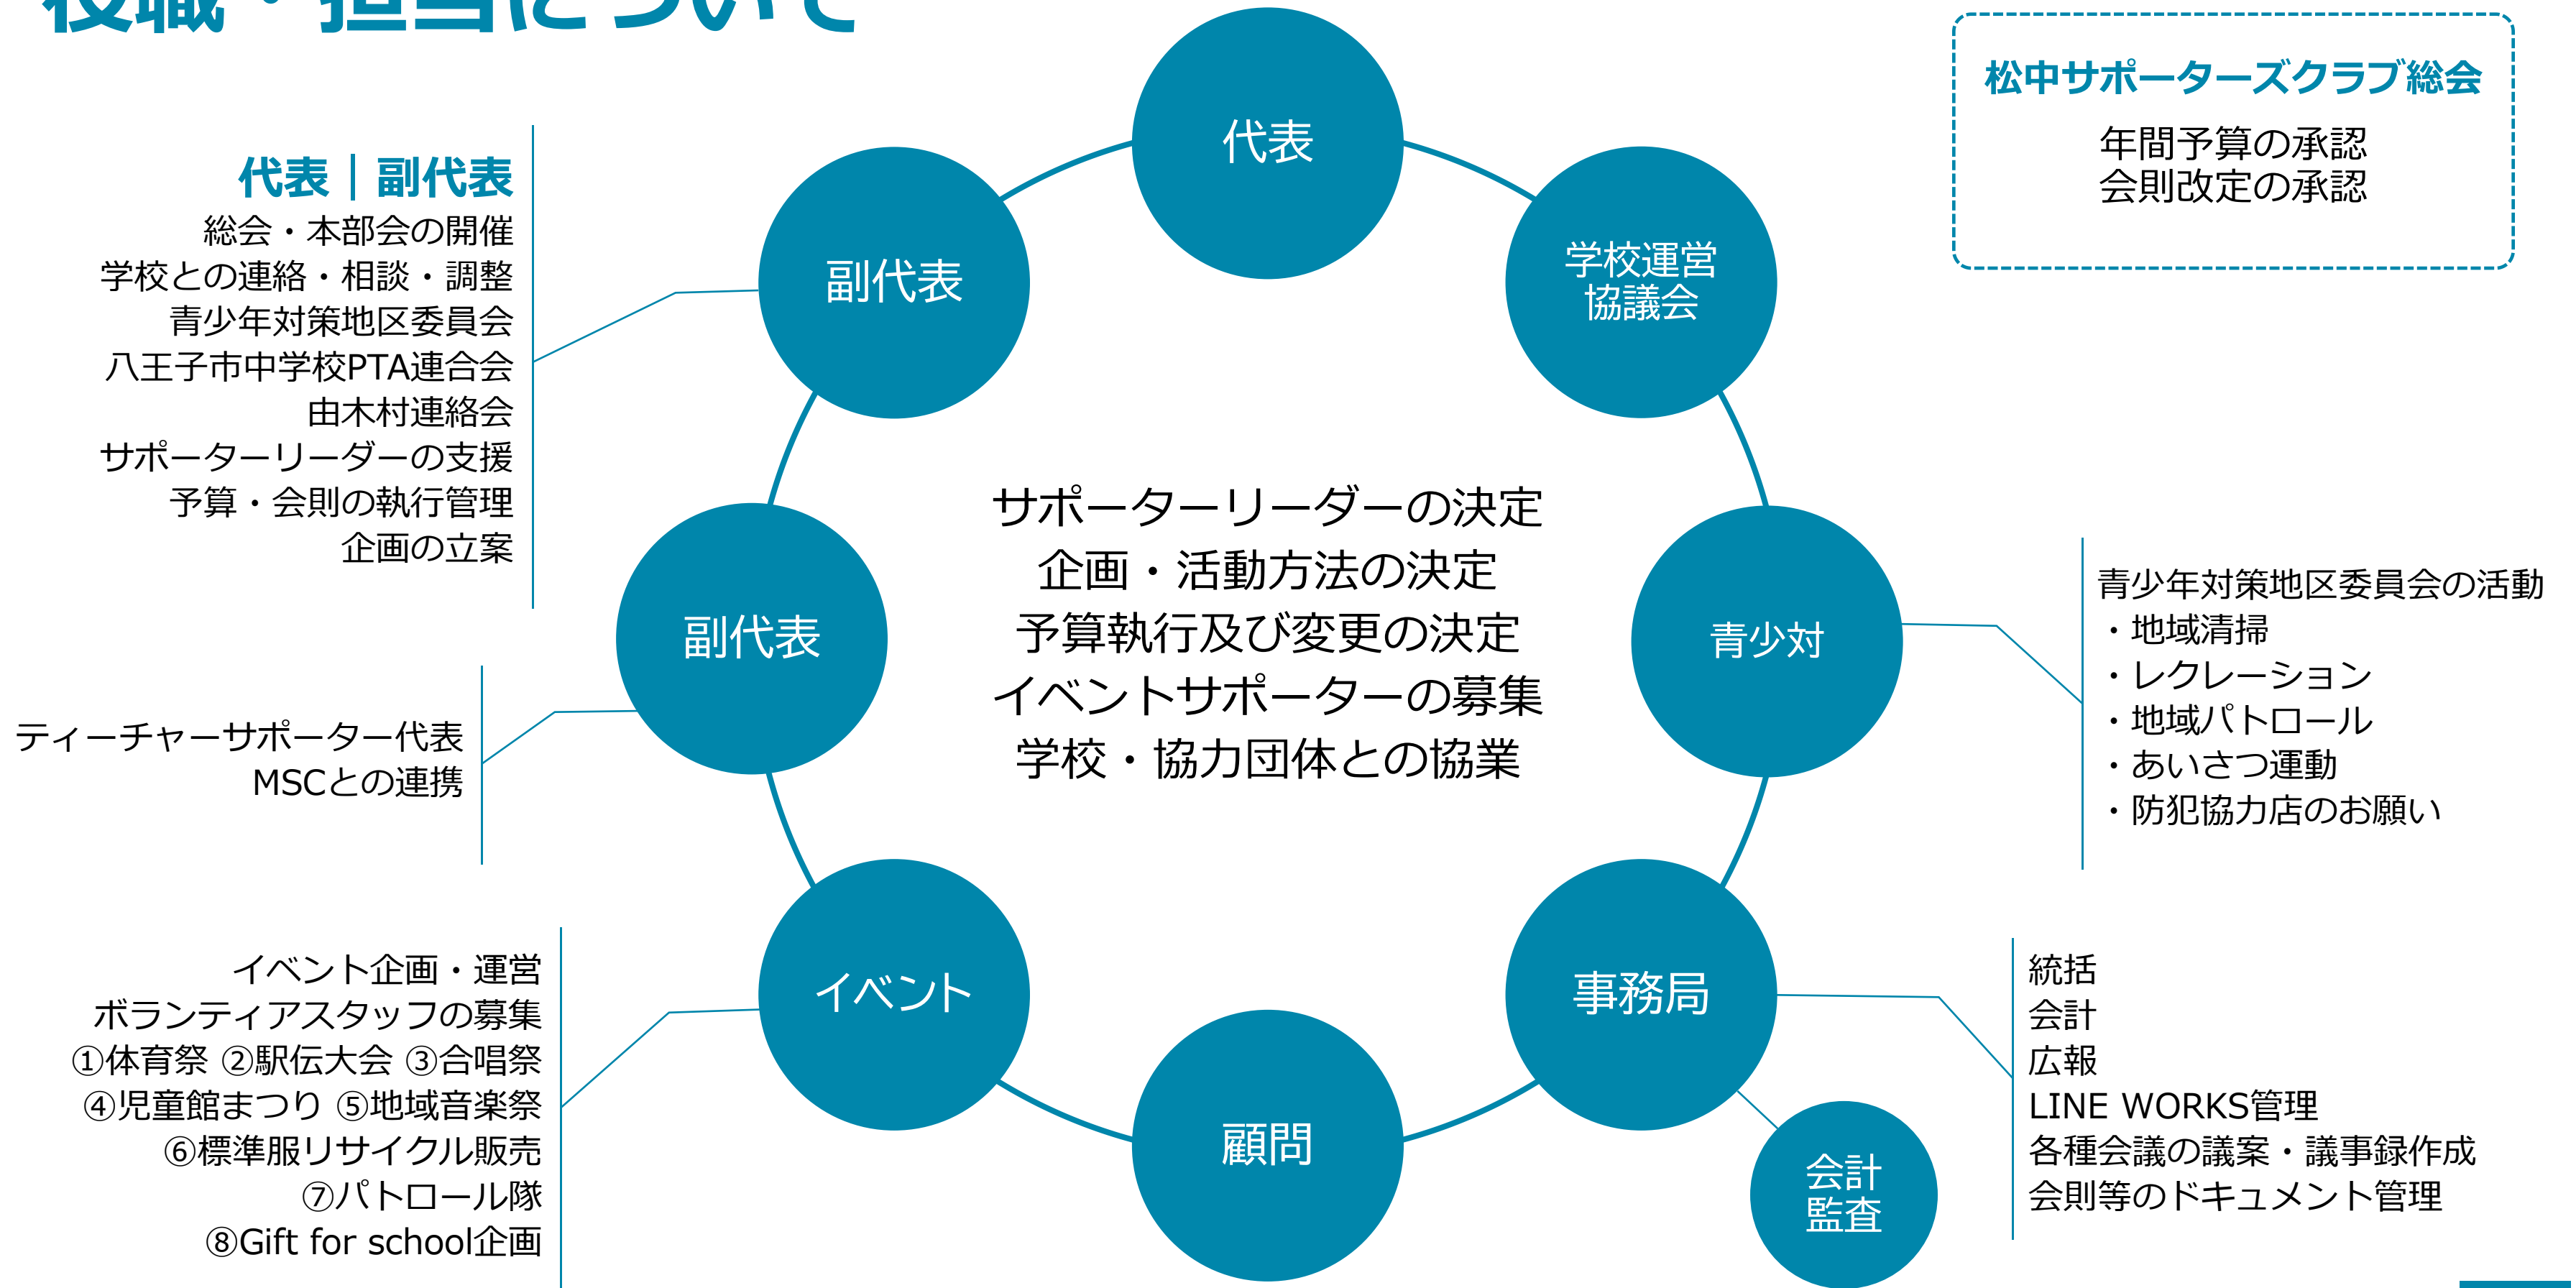 役職・担当について
松中サポーターズクラブ総会
年間予算の承認
会則改定の承認
代表｜副代表
総会・本部会の開催
学校との連絡・相談・調整
青少年対策地区委員会
八王子市中学校PTA連合会
由木村連絡会
サポーターリーダーの支援
予算・会則の執行管理
企画の立案
ティーチャーサポーター代表
MSCとの連携
イベント企画・運営
ボランティアスタッフの募集
①体育祭 ②駅伝大会 ③合唱祭
④児童館まつり ⑤地域音楽祭
⑥標準服リサイクル販売
⑦パトロール隊
⑧Gift for school企画
代表
副代表
学校運営
協議会
副代表
青少対
イベント
事務局
顧問
会計
監査
サポーターリーダーの決定
企画・活動方法の決定
予算執行及び変更の決定
イベントサポーターの募集
学校・協力団体との協業
青少年対策地区委員会の活動
・地域清掃
・レクレーション
・地域パトロール
・あいさつ運動
・防犯協力店のお願い
統括
会計
広報
LINE WORKS管理
各種会議の議案・議事録作成
会則等のドキュメント管理